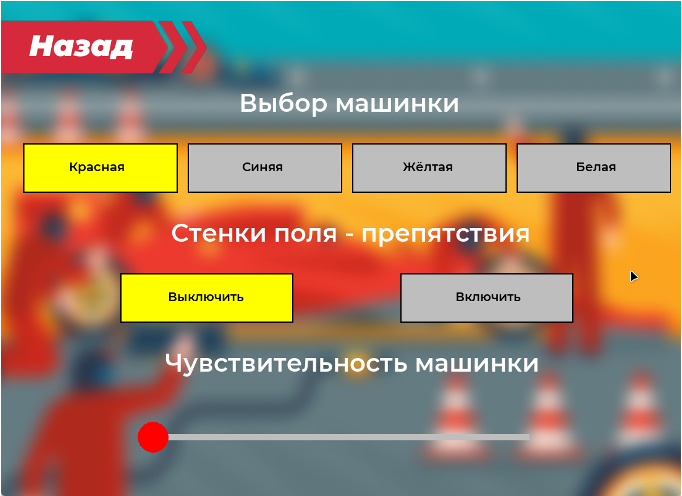 Назад
Выбор машинки
Красная
Синяя
Жёлтая
Белая
Стенки поля - препятствия
Выключить
Включить
Чувствительность машинки